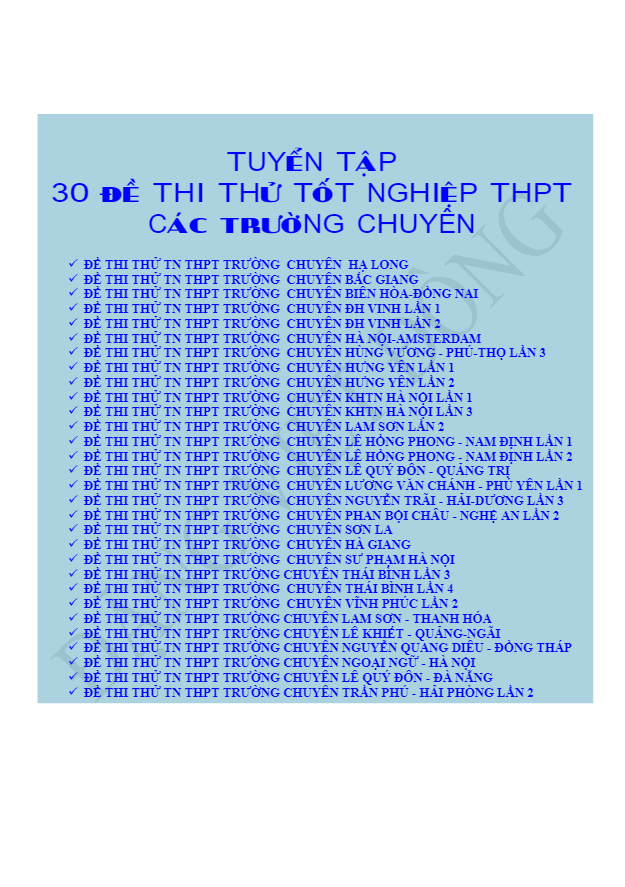 TUYỂN TẬP
30 ĐỀ THI THỬ TỐT NGHIỆP THPT
CÁC TRƯỜNG CHUYÊN
✓ ĐỀ THI THỬ TN THPT TRƯỜNG CHUYÊN HẠ LONG
✓ ĐỀ THI THỬ TN THPT TRƯỜNG CHUYÊN BẮC GIANG
✓ ĐỀ THI THỬ TN THPT TRƯỜNG CHUYÊN BIÊN HÒA-ĐỒNG NAI
✓ ĐỀ THI THỬ TN THPT TRƯỜNG CHUYÊN ĐH VINH LẦN 1
✓ ĐỀ THI THỬ TN THPT TRƯỜNG CHUYÊN ĐH VINH LẦN 2
✓ ĐỀ THI THỬ TN THPT TRƯỜNG CHUYÊN HÀ NỘI-AMSTERDAM
✓ ĐỀ THI THỬ TN THPT TRƯỜNG CHUYÊN HÙNG VƯƠNG - PHÚ-THỌ LẦN 3
✓ ĐỀ THI THỬ TN THPT TRƯỜNG CHUYÊN HƯNG YÊN LẦN 1
✓ ĐỀ THI THỬ TN THPT TRƯỜNG CHUYÊN HƯNG YÊN LẦN 2
✓ ĐỀ THI THỬ TN THPT TRƯỜNG CHUYÊN KHTN HÀ NỘI LẦN 1
✓ ĐỀ THI THỬ TN THPT TRƯỜNG CHUYÊN KHTN HÀ NỘI LẦN 3
✓ ĐỀ THI THỬ TN THPT TRƯỜNG CHUYÊN LAM SƠN LẦN 2
✓ ĐỀ THI THỬ TN THPT TRƯỜNG CHUYÊN LÊ HỒNG PHONG - NAM ĐỊNH LẦN 1
✓ ĐỀ THI THỬ TN THPT TRƯỜNG CHUYÊN LÊ HỒNG PHONG - NAM ĐỊNH LẦN 2
✓ ĐỀ THI THỬ TN THPT TRƯỜNG CHUYÊN LÊ QUÝ ĐÔN - QUẢNG TRỊ
✓ ĐỀ THI THỬ TN THPT TRƯỜNG CHUYÊN LƯƠNG VĂN CHÁNH - PHÚ YÊN LẦN 1
✓ ĐỀ THI THỬ TN THPT TRƯỜNG CHUYÊN NGUYỄN TRÃI - HẢI-DƯƠNG LẦN 3
✓ ĐỀ THI THỬ TN THPT TRƯỜNG CHUYÊN PHAN BỘI CHÂU - NGHỆ AN LẦN 2
✓ ĐỀ THI THỬ TN THPT TRƯỜNG CHUYÊN SƠN LA
✓ ĐỀ THI THỬ TN THPT TRƯỜNG CHUYÊN HÀ GIANG
✓ ĐỀ THI THỬ TN THPT TRƯỜNG CHUYÊN SƯ PHẠM HÀ NỘI
✓ ĐỀ THI THỬ TN THPT TRƯỜNG CHUYÊN THÁI BÌNH LẦN 3
✓ ĐỀ THI THỬ TN THPT TRƯỜNG CHUYÊN THÁI BÌNH LẦN 4
✓ ĐỀ THI THỬ TN THPT TRƯỜNG CHUYÊN VĨNH PHÚC LẦN 2
✓ ĐỀ THI THỬ TN THPT TRƯỜNG CHUYÊN LAM SƠN - THANH HÓA
✓ ĐỀ THI THỬ TN THPT TRƯỜNG CHUYÊN LÊ KHIẾT - QUẢNG-NGÃI
✓ ĐỀ THI THỬ TN THPT TRƯỜNG CHUYÊN NGUYỄN QUANG DIÊU - ĐỒNG THÁP
✓ ĐỀ THI THỬ TN THPT TRƯỜNG CHUYÊN NGOẠI NGỮ - HÀ NỘI
✓ ĐỀ THI THỬ TN THPT TRƯỜNG CHUYÊN LÊ QUÝ ĐÔN - ĐÀ NẴNG
✓ ĐỀ THI THỬ TN THPT TRƯỜNG CHUYÊN TRẦN PHÚ - HẢI PHÒNG LẦN 2